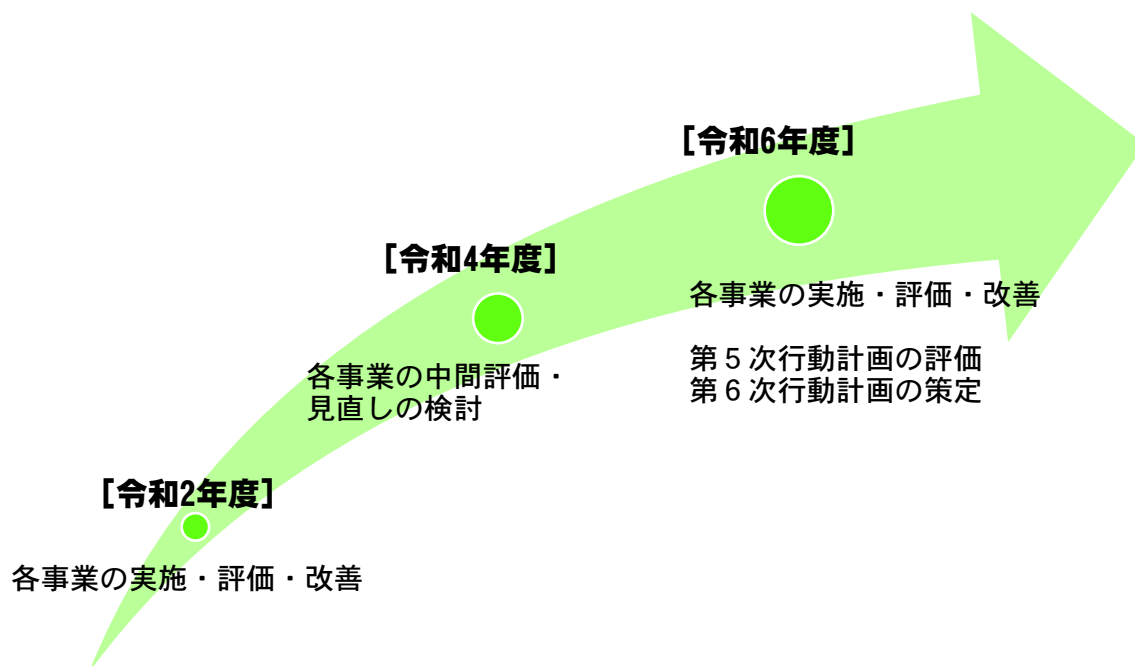 [令和6年度]
各事業の実施・評価・改善
第５次行動計画の評価
第６次行動計画の策定
[令和4年度]
各事業の中間評価・
見直しの検討
[令和2年度]
各事業の実施・評価・改善